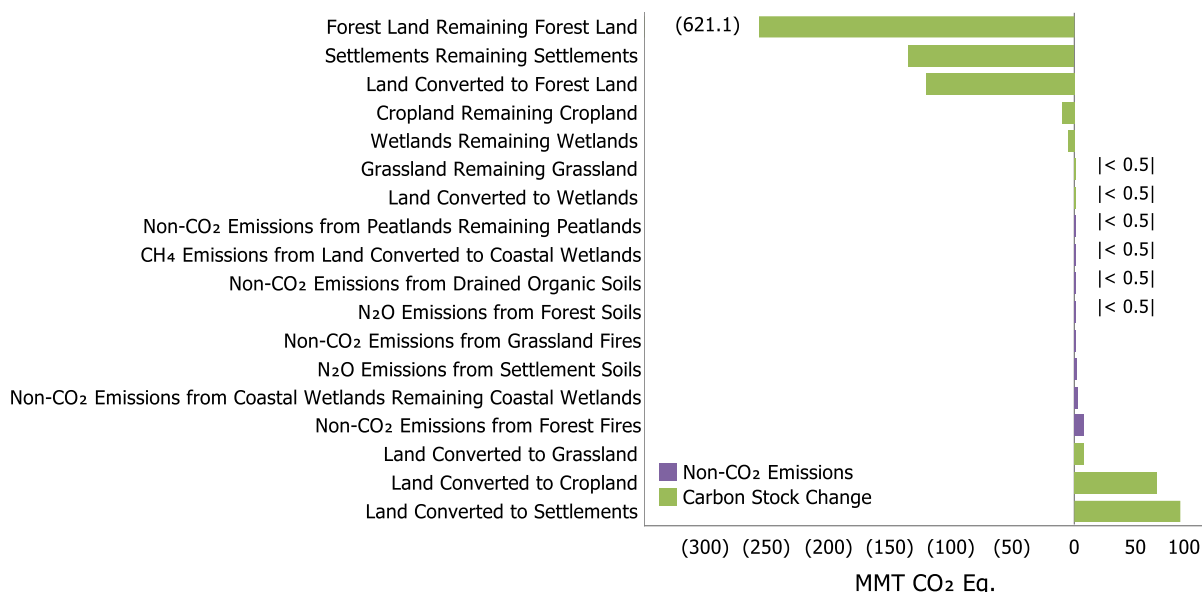 Forest Land Remaining Forest Land (621.1)
Settlements Remaining Settlements
Land Converted to Forest Land
Cropland Remaining Cropland
Wetlands Remaining Wetlands
Grassland Remaining Grassland |< 0.5|
Land Converted to Wetlands |< 0.5|
Non-CO₂ Emissions from Peatlands Remaining Peatlands |< 0.5|
CH₄ Emissions from Land Converted to Coastal Wetlands |< 0.5|
Non-CO₂ Emissions from Drained Organic Soils |< 0.5|
N₂O Emissions from Forest Soils |< 0.5|
Non-CO₂ Emissions from Grassland Fires
N₂O Emissions from Settlement Soils
Non-CO₂ Emissions from Coastal Wetlands Remaining Coastal Wetlands
Non-CO₂ Emissions from Forest Fires
Land Converted to Grassland
Land Converted to Cropland
Land Converted to Settlements
Non-CO₂ Emissions
Carbon Stock Change
(300) (250) (200) (150) (100) (50) 0 50 100
MMT CO₂ Eq.